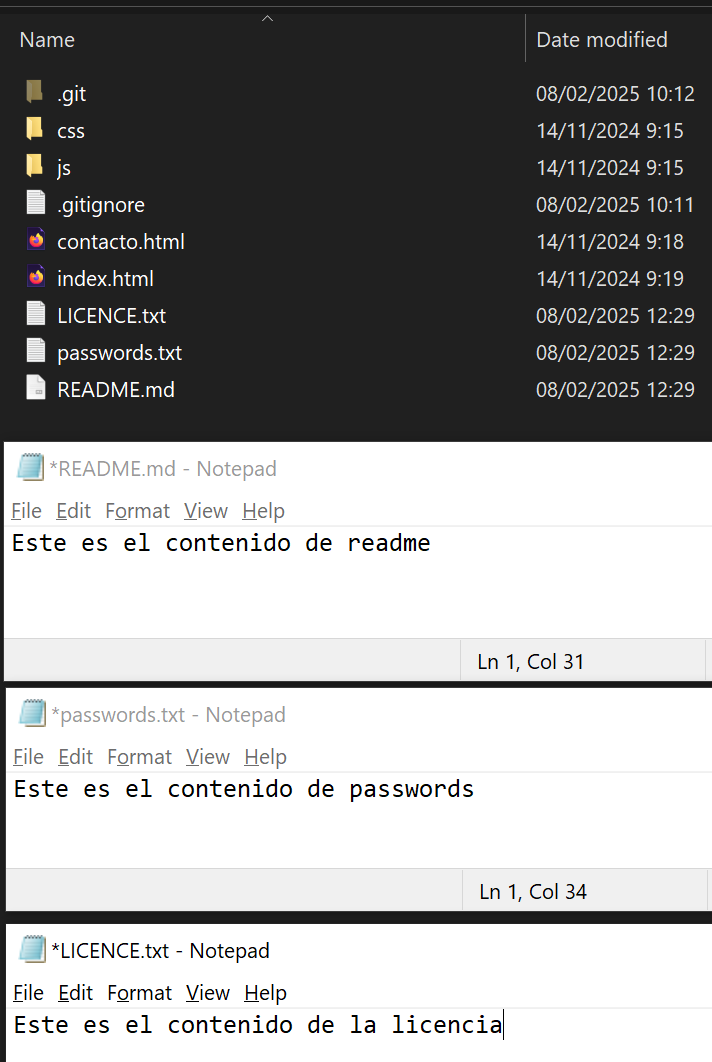 Name Date modified
.git 08/02/2025 10:12
css 14/11/2024 9:15
js 14/11/2024 9:15
.gitignore 08/02/2025 10:11
contacto.html 14/11/2024 9:18
index.html 14/11/2024 9:19
LICENCE.txt 08/02/2025 12:29
passwords.txt 08/02/2025 12:29
README.md 08/02/2025 12:29
*README.md - Notepad
File Edit Format View Help
Este es el contenido de readme
Ln 1, Col 31
*passwords.txt - Notepad
File Edit Format View Help
Este es el contenido de passwords
Ln 1, Col 34
*LICENCE.txt - Notepad
File Edit Format View Help
Este es el contenido de la licencia